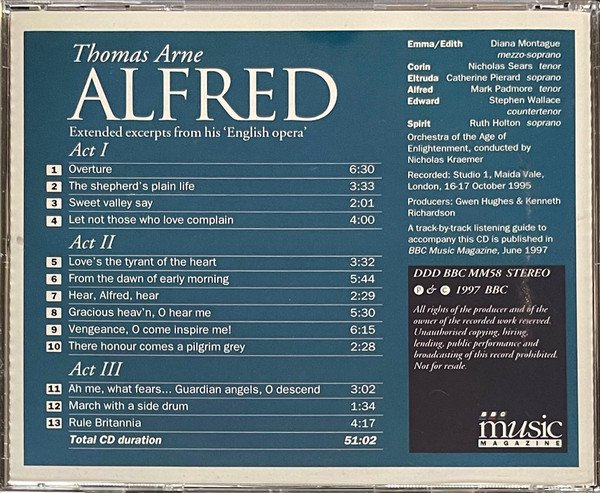 Thomas Arne
ALFRED
Extended excerpts from his 'English opera'
Act I
1 Overture 6:30
2 The shepherd's plain life 3:33
3 Sweet valley say 2:01
4 Let not those who love complain 4:00
Act II
5 Love's the tyrant of the heart 3:32
6 From the dawn of early morning 5:44
7 Hear, Alfred, hear 2:29
8 Gracious heav'n, O hear me 5:30
9 Vengeance, O come inspire me! 6:15
10 There honour comes a pilgrim grey 2:28
Act III
11 Ah me, what fears... Guardian angels, O descend 3:02
12 March with a side drum 1:34
13 Rule Britannia 4:17
Total CD duration 51:02
Emma/Edith Diana Montague
mezzo-soprano
Corin Nicholas Sears tenor
Eltruda Catherine Pierard soprano
Alfred Mark Padmore tenor
Edward Stephen Wallace
countertenor
Spirit Ruth Holton soprano
Orchestra of the Age of
Enlightenment, conducted by
Nicholas Kraemer
Recorded: Studio 1, Maida Vale,
London, 16-17 October 1995
Producers: Gwen Hughes & Kenneth
Richardson
A track-by-track listening guide to
accompany this CD is published in
BBC Music Magazine, June 1997
DDD BBC MM58 STEREO
℗ & © 1997 BBC
All rights of the producer and of the
owner of the recorded work reserved.
Unauthorised copying, hiring,
lending, public performance and
broadcasting of this record prohibited.
Not for resale.
BBC
music
MAGAZINE